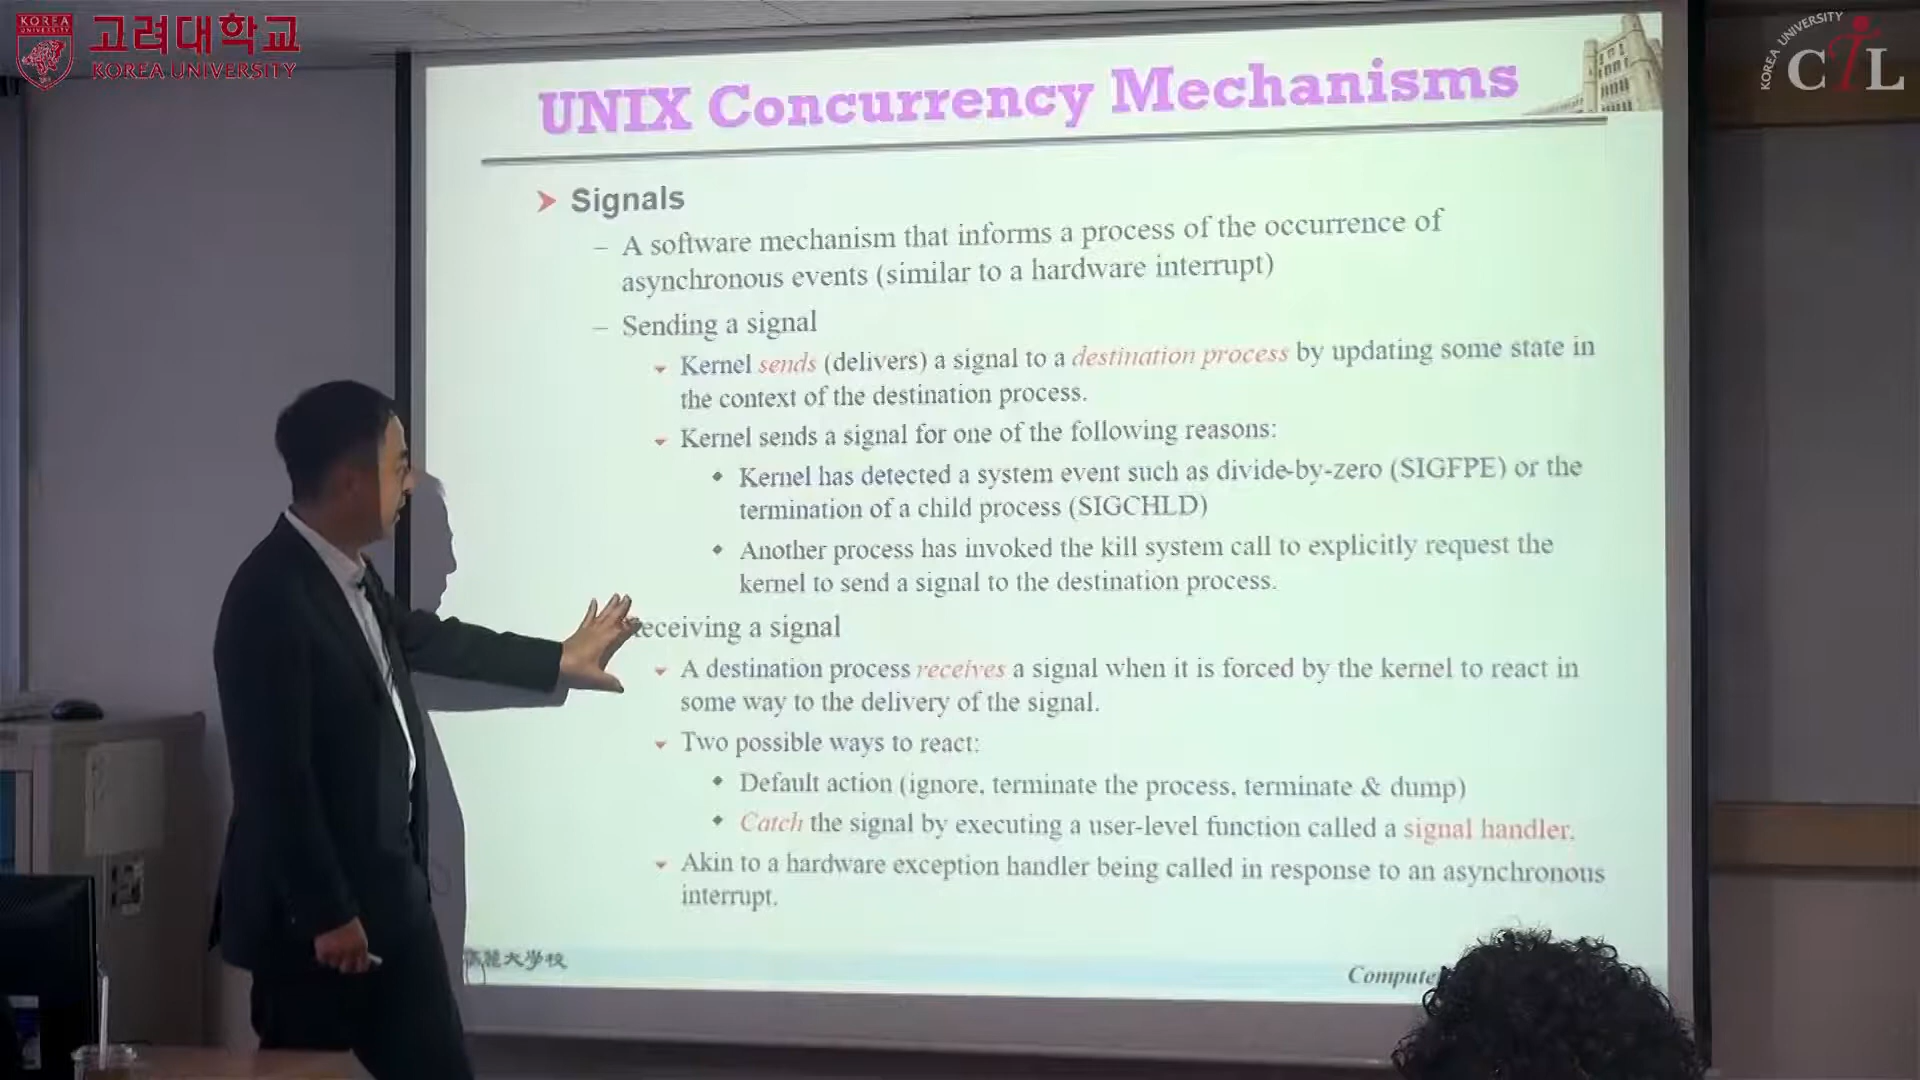 KOREA
UNIVERSITY
고려대학교
KOREA UNIVERSITY
KOREA UNIVERSITY
CTL
UNIX Concurrency Mechanisms
➤ Signals
– A software mechanism that informs a process of the occurrence of
asynchronous events (similar to a hardware interrupt)
– Sending a signal
Kernel sends (delivers) a signal to a destination process by updating some state in
the context of the destination process.
Kernel sends a signal for one of the following reasons:
Kernel has detected a system event such as divide-by-zero (SIGFPE) or the
termination of a child process (SIGCHLD)
Another process has invoked the kill system call to explicitly request the
kernel to send a signal to the destination process.
eceiving a signal
A destination process receives a signal when it is forced by the kernel to react in
some way to the delivery of the signal.
Two possible ways to react:
Default action (ignore, terminate the process, terminate & dump)
Catch the signal by executing a user-level function called a signal handler.
Akin to a hardware exception handler being called in response to an asynchronous
interrupt.
麗大學校
Compute